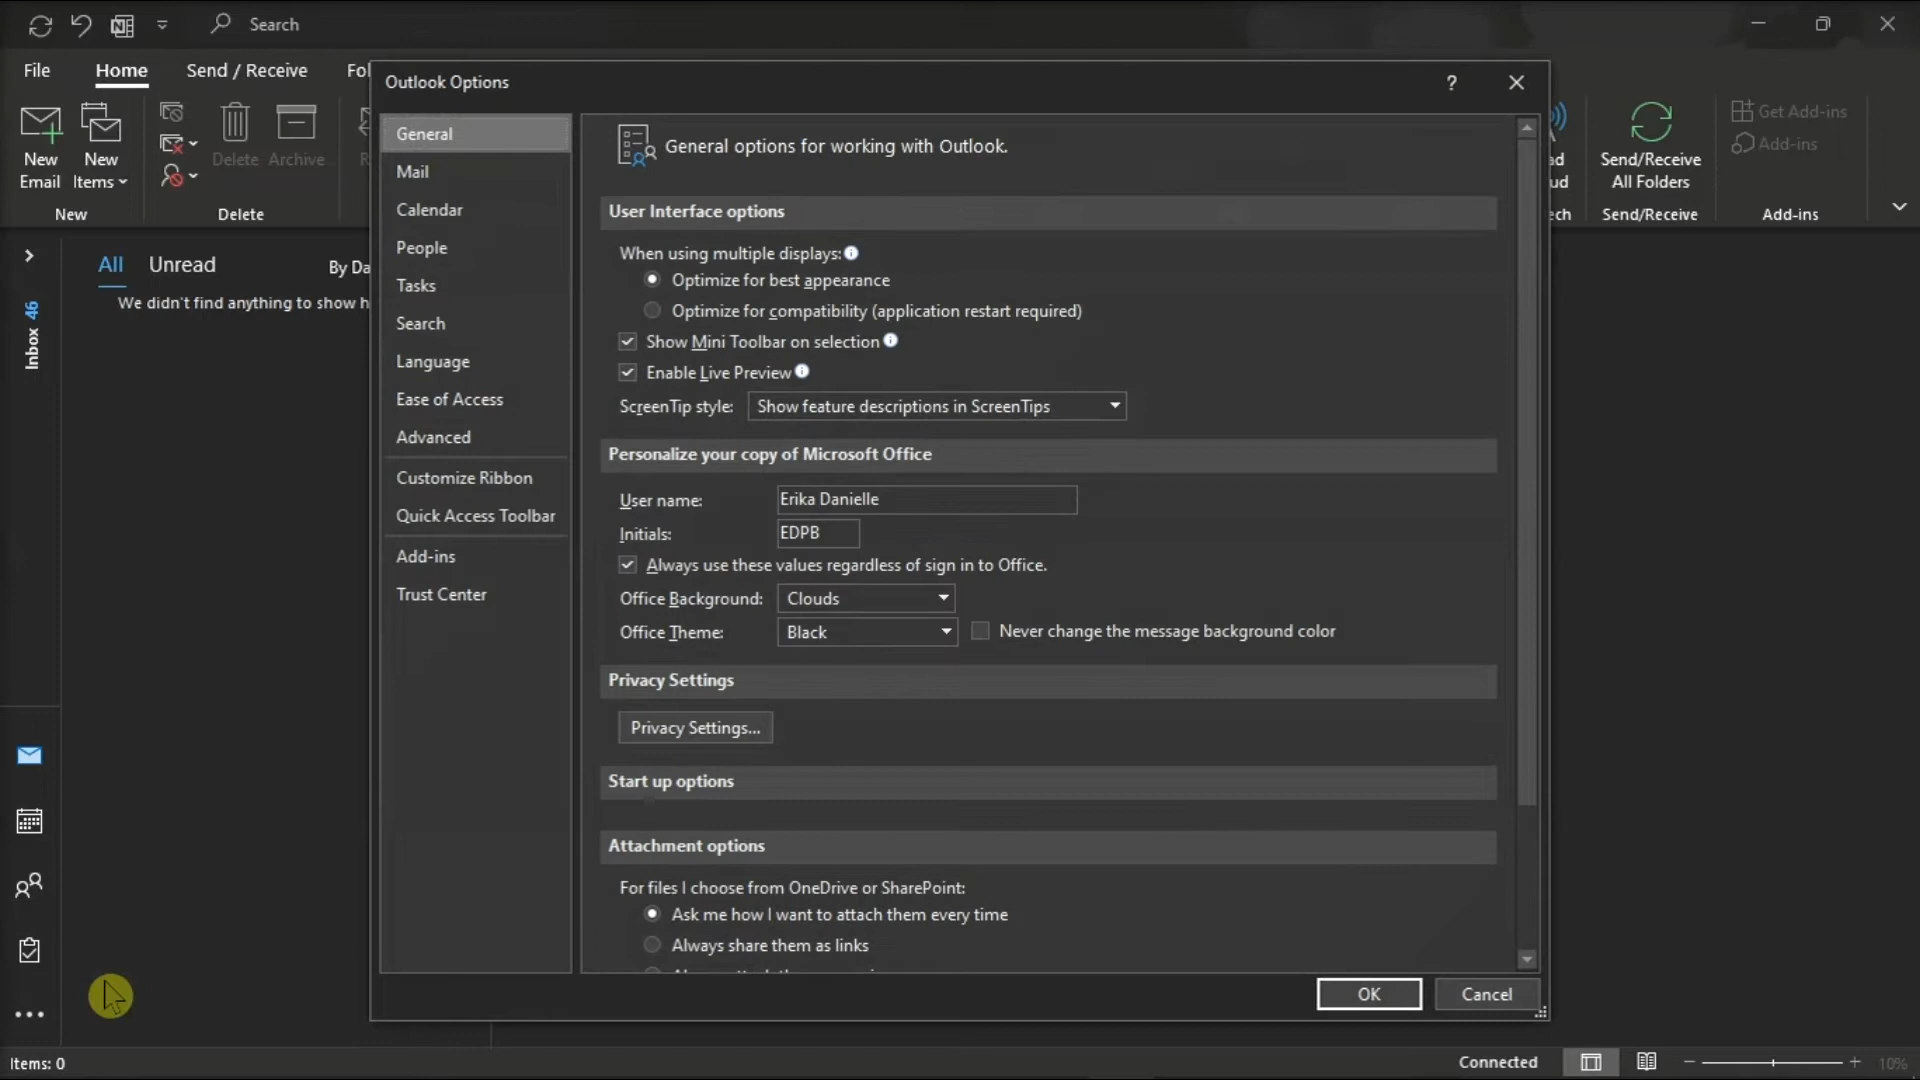 Search
File
Home
Send / Receive
Fol
New
Email
New
Items
New
Delete
Archive
Delete
Get Add-ins
Add-ins
Send/Receive
All Folders
Send/Receive
Add-ins
All
Unread
By Da
We didn't find anything to show h
Inbox 46
Outlook Options
?
General
Mail
Calendar
People
Tasks
Search
Language
Ease of Access
Advanced
Customize Ribbon
Quick Access Toolbar
Add-ins
Trust Center
General options for working with Outlook.
User Interface options
When using multiple displays:
Optimize for best appearance
Optimize for compatibility (application restart required)
Show Mini Toolbar on selection
Enable Live Preview
ScreenTip style: Show feature descriptions in ScreenTips
Personalize your copy of Microsoft Office
User name: Erika Danielle
Initials: EDPB
Always use these values regardless of sign in to Office.
Office Background: Clouds
Office Theme: Black
Never change the message background color
Privacy Settings
Privacy Settings...
Start up options
Attachment options
For files I choose from OneDrive or SharePoint:
Ask me how I want to attach them every time
Always share them as links
OK
Cancel
Items: 0
Connected
10%